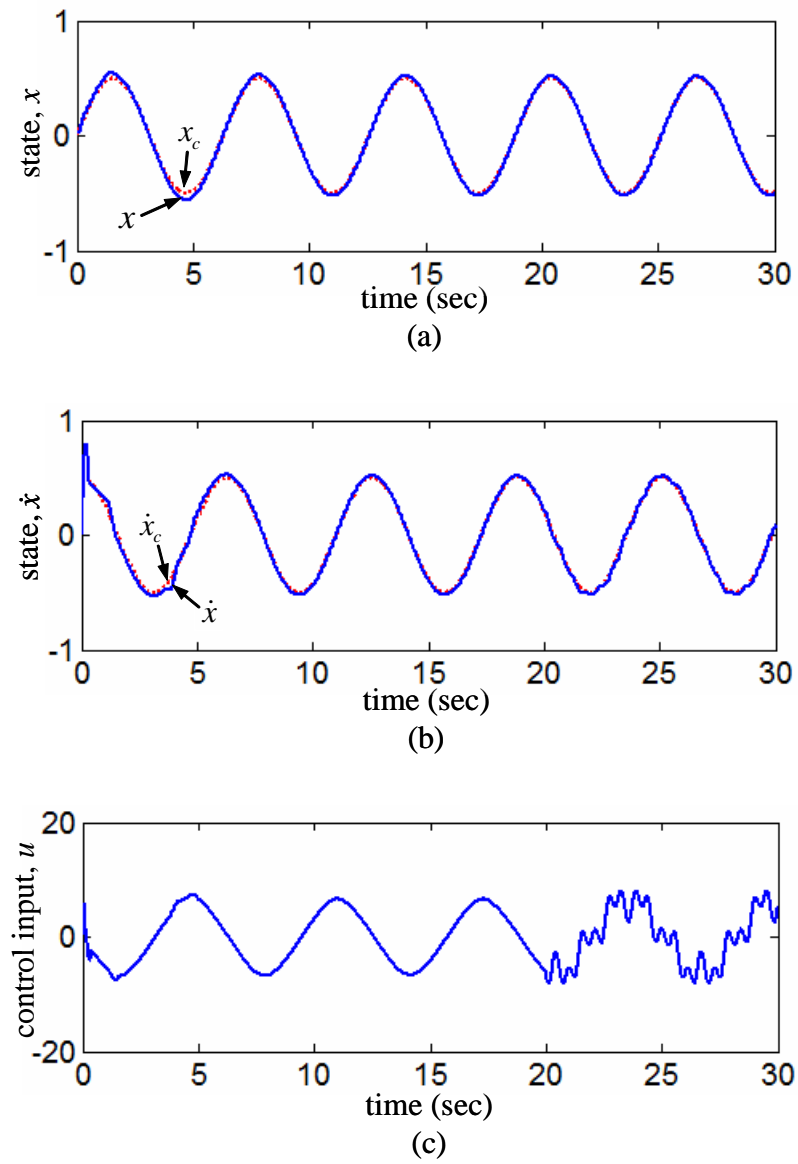 1
0
-1
state, x
x_c
x
0 5 10 15 20 25 30
time (sec)
(a)
1
0
-1
state, ẋ
ẋ_c
ẋ
0 5 10 15 20 25 30
time (sec)
(b)
20
0
-20
control input, u
0 5 10 15 20 25 30
time (sec)
(c)